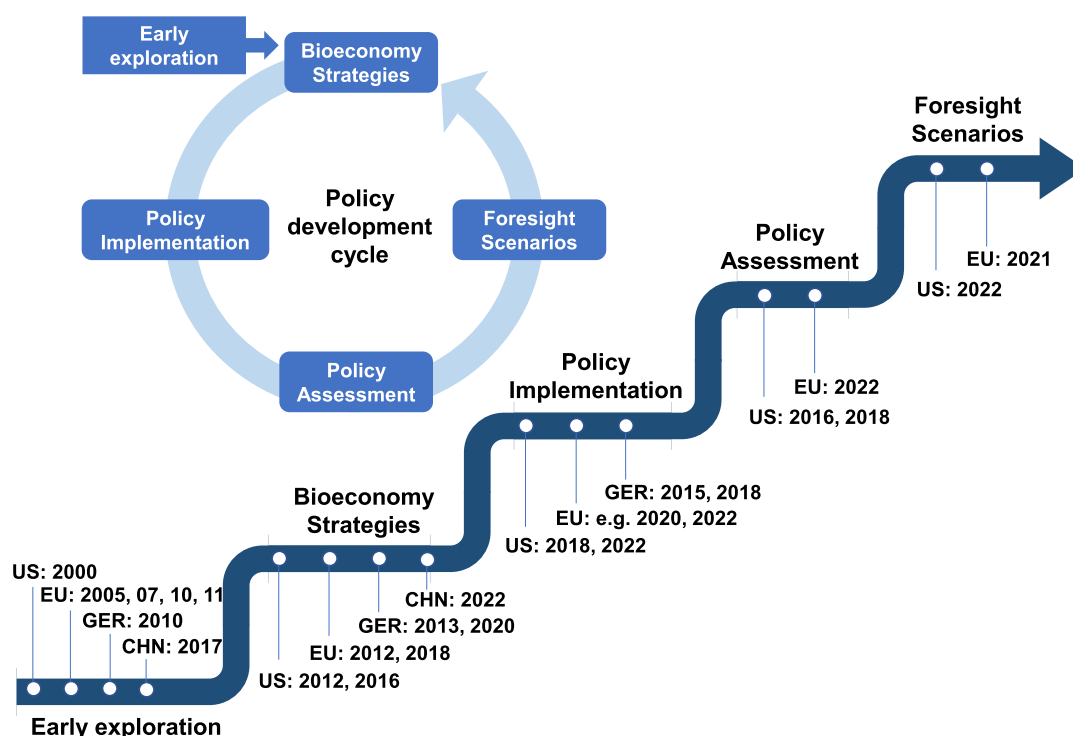 Early
exploration
Bioeconomy
Strategies
Policy
Implementation
Policy
development
cycle
Foresight
Scenarios
Policy
Assessment
Foresight
Scenarios
EU: 2021
US: 2022
Policy
Assessment
EU: 2022
US: 2016, 2018
Policy
Implementation
GER: 2015, 2018
EU: e.g. 2020, 2022
US: 2018, 2022
Bioeconomy
Strategies
CHN: 2022
GER: 2013, 2020
EU: 2012, 2018
US: 2012, 2016
US: 2000
EU: 2005, 07, 10, 11
GER: 2010
CHN: 2017
Early exploration